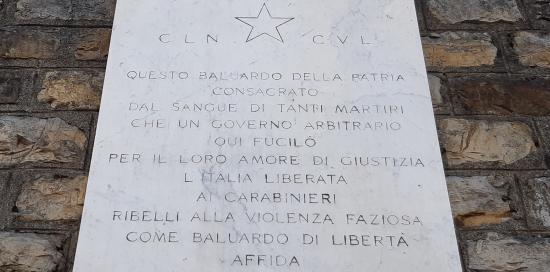 CLN CVL
QUESTO BALUARDO DELLA PATRIA
CONSACRATO
DAL SANGUE DI TANTI MARTIRI
CHE UN GOVERNO ARBITRARIO
QUI FUCILÒ
PER IL LORO AMORE DI GIUSTIZIA
L'ITALIA LIBERATA
AI CARABINIERI
RIBELLI ALLA VIOLENZA FAZIOSA
COME BALUARDO DI LIBERTÀ
AFFIDA